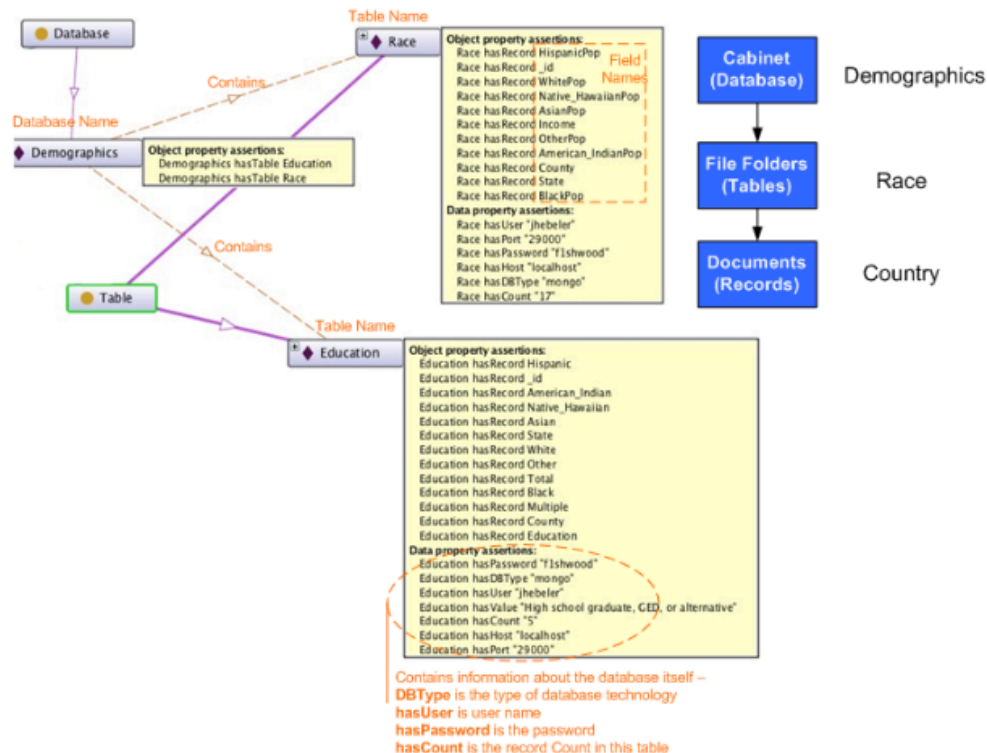 Table Name
Database
Race
Object property assertions:
Race hasRecord HispanicPop
Race hasRecord _id
Race hasRecord WhitePop
Race hasRecord Native_HawaiianPop
Race hasRecord AsianPop
Race hasRecord Income
Race hasRecord OtherPop
Race hasRecord American_IndianPop
Race hasRecord County
Race hasRecord State
Race hasRecord BlackPop
Data property assertions:
Race hasUser "jhebeler"
Race hasPort "29000"
Race hasPassword "f1shwood"
Race hasHost "localhost"
Race hasDBType "mongo"
Race hasCount "17"
Field
Names
Cabinet
(Database)
Demographics
File Folders
(Tables)
Race
Documents
(Records)
Country
Contains
Database Name
Demographics
Object property assertions:
Demographics hasTable Education
Demographics hasTable Race
Contains
Table
Table Name
Education
Object property assertions:
Education hasRecord Hispanic
Education hasRecord _id
Education hasRecord American_Indian
Education hasRecord Native_Hawaiian
Education hasRecord Asian
Education hasRecord State
Education hasRecord White
Education hasRecord Other
Education hasRecord Total
Education hasRecord Black
Education hasRecord Multiple
Education hasRecord County
Education hasRecord Education
Data property assertions:
Education hasPassword "f1shwood"
Education hasDBType "mongo"
Education hasUser "jhebeler"
Education hasValue "High school graduate, GED, or alternative"
Education hasCount "5"
Education hasHost "localhost"
Education hasPort "29000"
Contains information about the database itself –
DBType is the type of database technology
hasUser is user name
hasPassword is the password
hasCount is the record Count in this table